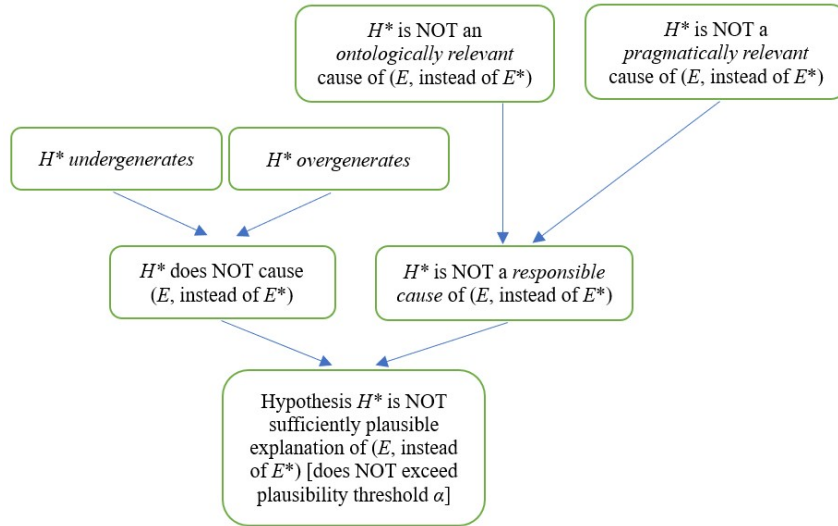 H* is NOT an
ontologically relevant
cause of (E, instead of E*)
H* is NOT a
pragmatically relevant
cause of (E, instead of E*)
H* undergenerates
H* overgenerates
H* does NOT cause
(E, instead of E*)
H* is NOT a responsible
cause of (E, instead of E*)
Hypothesis H* is NOT
sufficiently plausible
explanation of (E, instead
of E*) [does NOT exceed
plausibility threshold α]